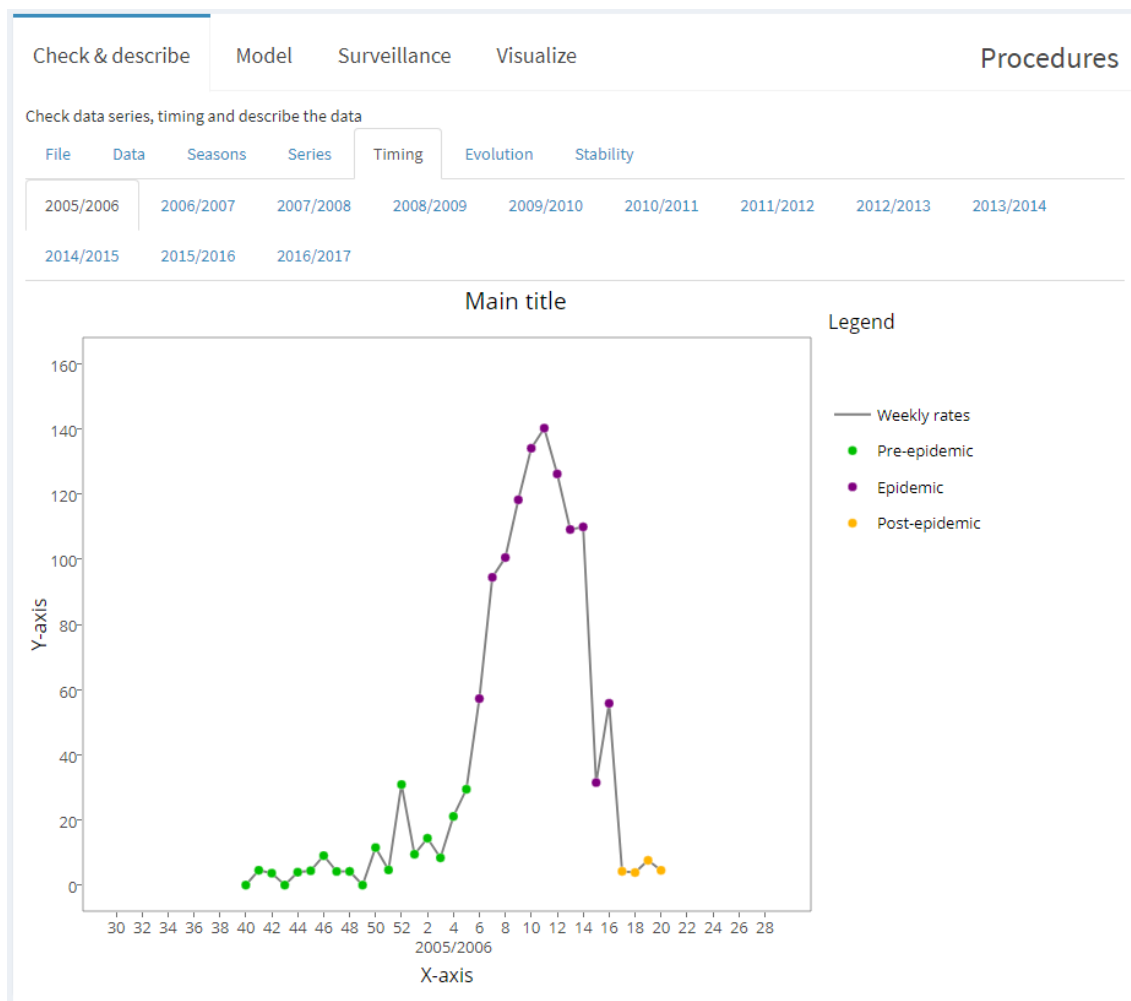 Check & describe Model Surveillance Visualize Procedures
Check data series, timing and describe the data
File Data Seasons Series Timing Evolution Stability
2005/2006 2006/2007 2007/2008 2008/2009 2009/2010 2010/2011 2011/2012 2012/2013 2013/2014
2014/2015 2015/2016 2016/2017
Main title
Legend
Weekly rates
Pre-epidemic
Epidemic
Post-epidemic
Y-axis
160
140
120
100
80
60
40
20
0
30 32 34 36 38 40 42 44 46 48 50 52 2 4 6 8 10 12 14 16 18 20 22 24 26 28
2005/2006
X-axis